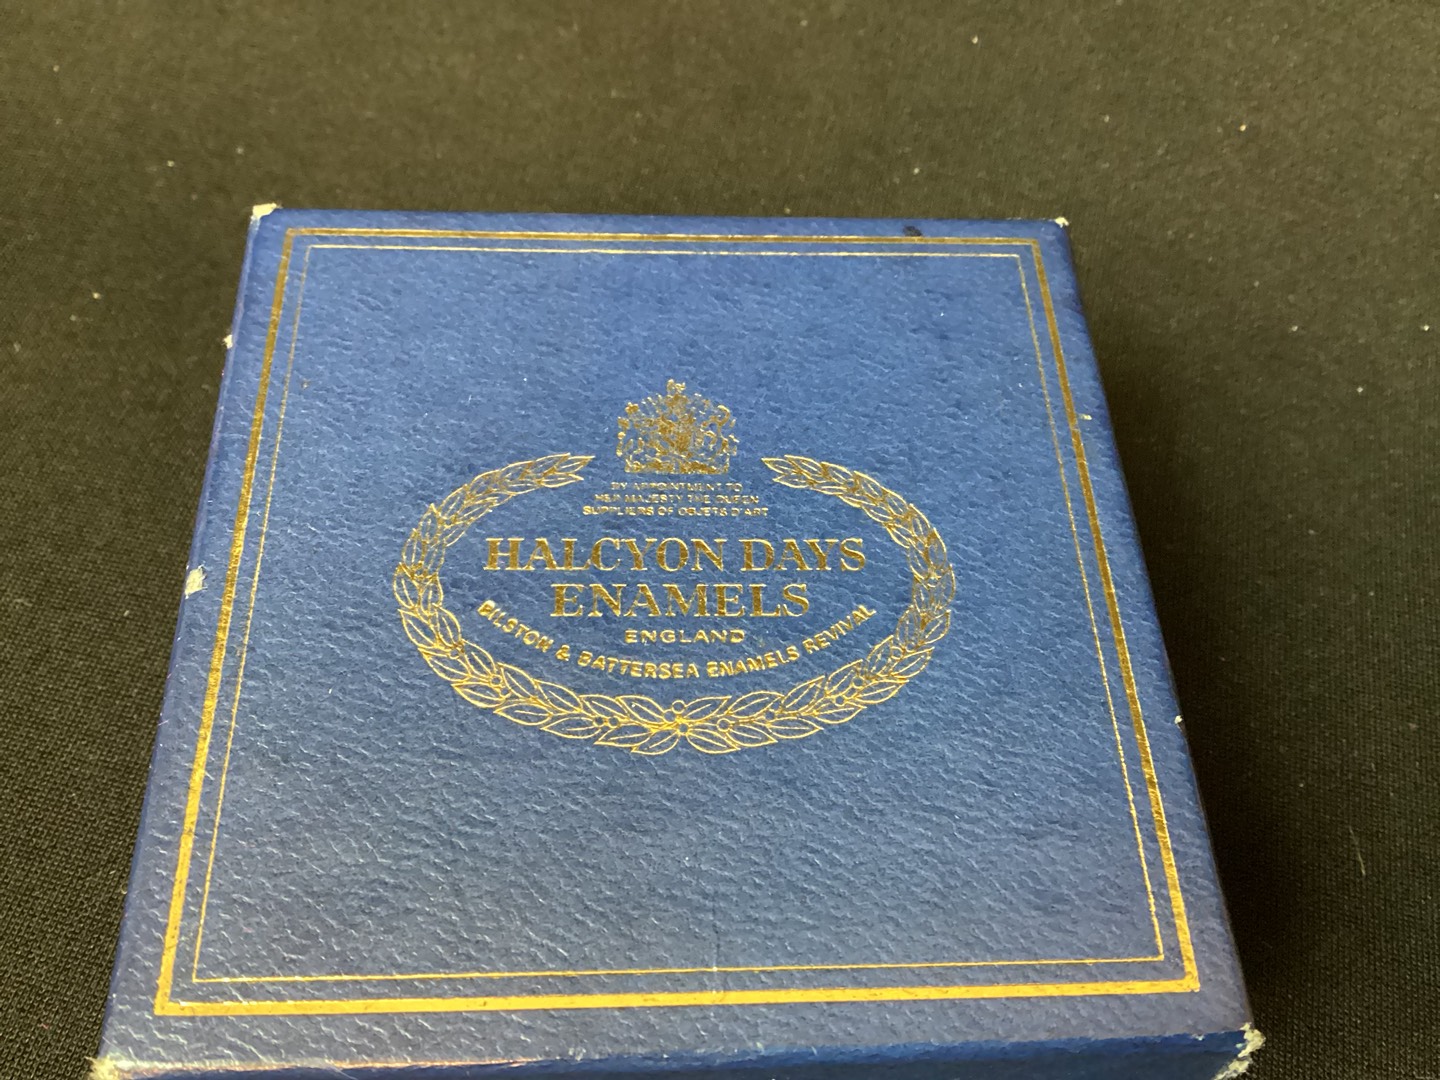 BY APPOINTMENT TO
HER MAJESTY THE QUEEN
SUPPLIERS OF OBJETS D'ART
HALCYON DAYS
ENAMELS
ENGLAND
BILSTON & BATTERSEA ENAMELS REVIVAL